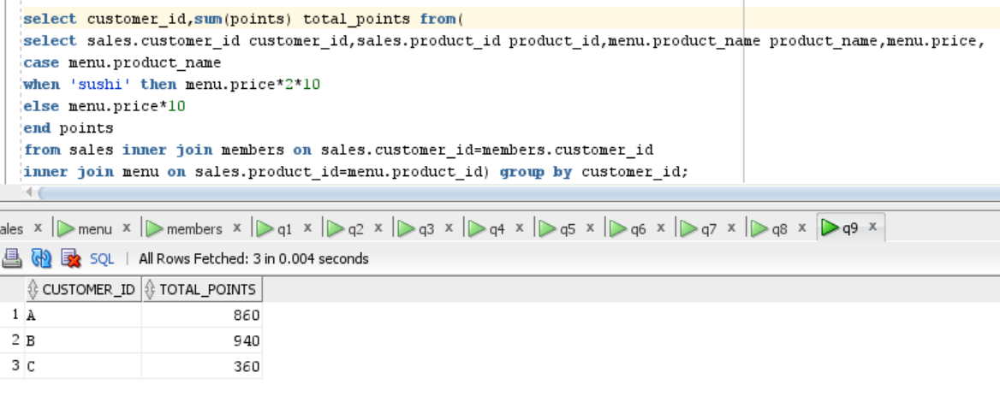 select customer_id,sum(points) total_points from(
select sales.customer_id customer_id,sales.product_id product_id,menu.product_name product_name,menu.price,
case menu.product_name
when 'sushi' then menu.price*2*10
else menu.price*10
end points
from sales inner join members on sales.customer_id=members.customer_id
inner join menu on sales.product_id=menu.product_id) group by customer_id;
ales x menu x members x q1 x q2 x q3 x q4 x q5 x q6 x q7 x q8 x q9 x
SQL | All Rows Fetched: 3 in 0.004 seconds
CUSTOMER_ID TOTAL_POINTS
1 A 860
2 B 940
3 C 360